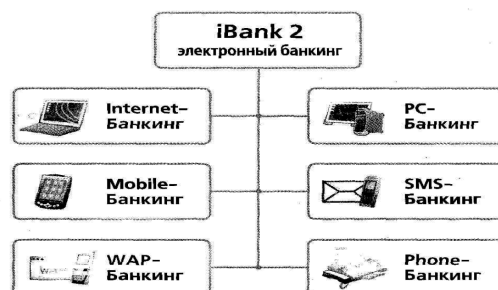 iBank 2
электронный банкинг
Internet-
Банкинг
PC-
Банкинг
Mobile-
Банкинг
SMS-
Банкинг
WAP-
Банкинг
Phone-
Банкинг